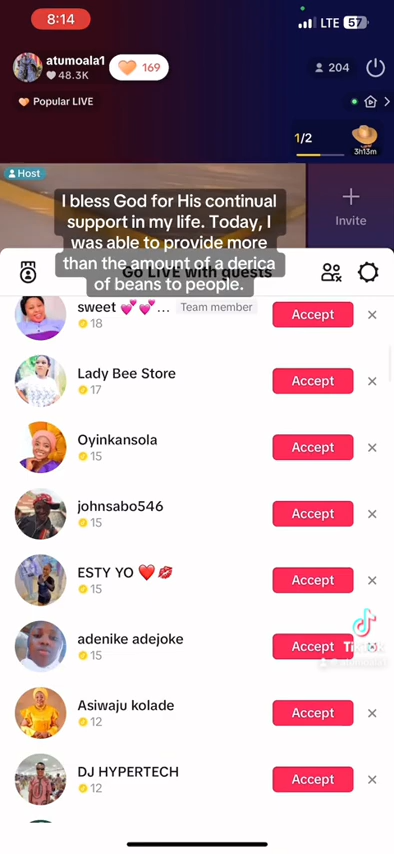 8:14
LTE 57
atumoala1
48.3K
169
204
Popular LIVE
1/2
3h13m
Host
Invite
I bless God for His continual
support in my life. Today, I
was able to provide more
than the amount of a derica
of beans to people.
Go LIVE with guests
sweet 💕💕... Team member
18
Accept
Lady Bee Store
17
Accept
Oyinkansola
15
Accept
johnsabo546
15
Accept
ESTY YO ❤️💋
15
Accept
adenike adejoke
15
Accept
TikTok
Asiwaju kolade
12
Accept
DJ HYPERTECH
12
Accept